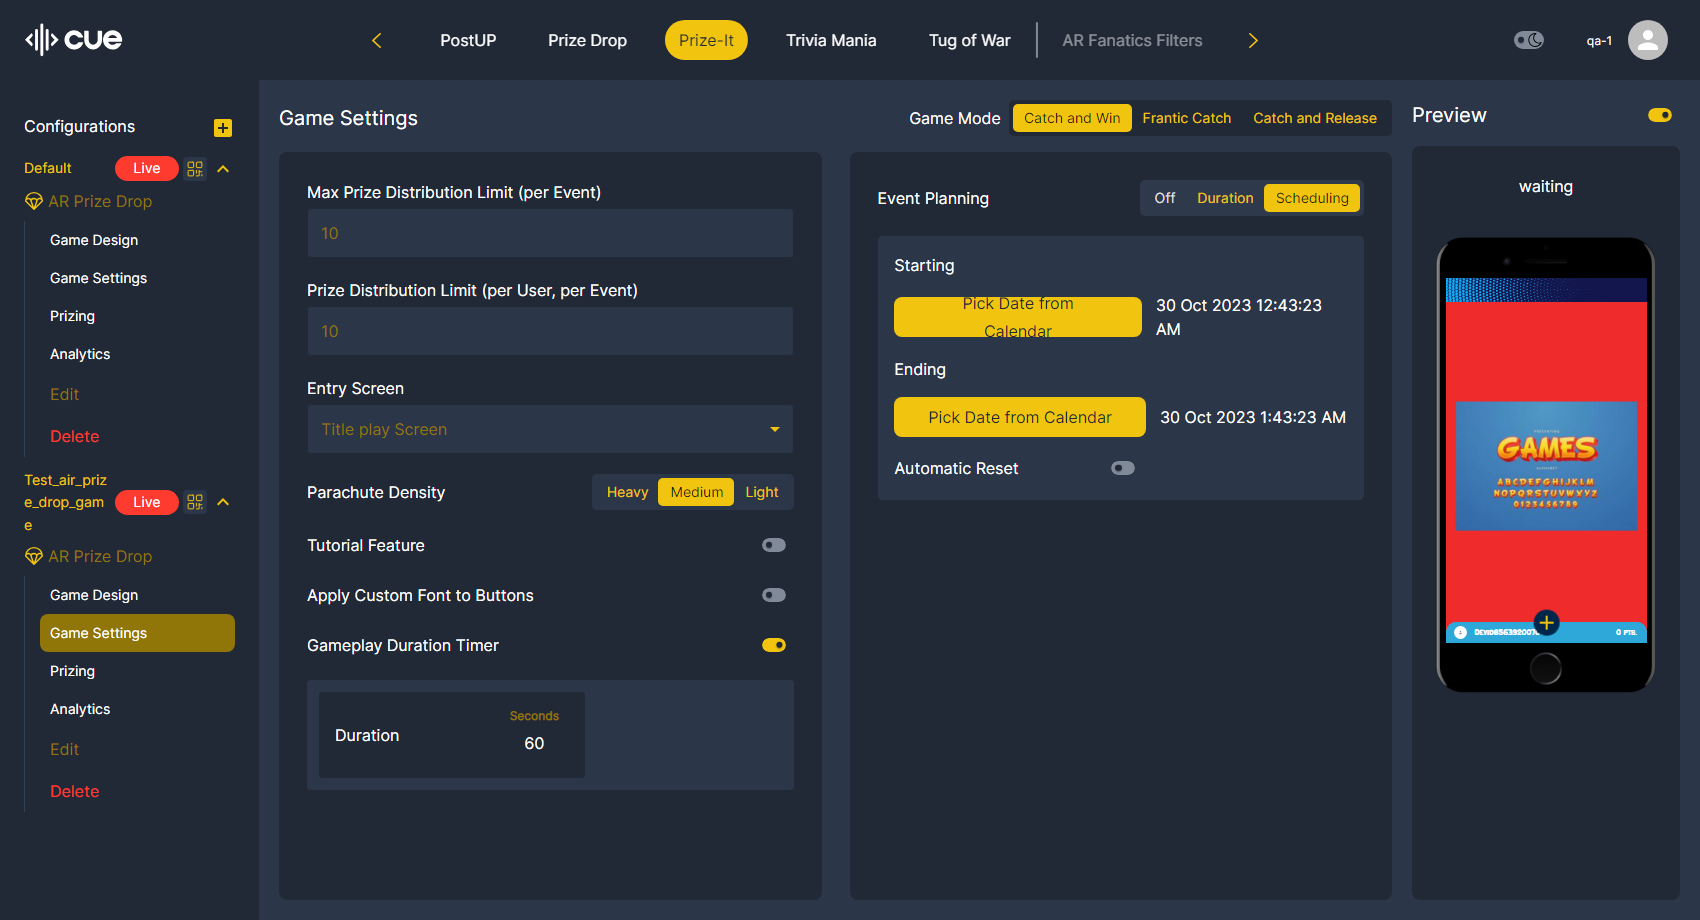 cue
PostUP
Prize Drop
Prize-It
Trivia Mania
Tug of War
AR Fanatics Filters
qa-1
Configurations
Default
Live
AR Prize Drop
Game Design
Game Settings
Prizing
Analytics
Edit
Delete
Test_air_priz
e_drop_gam
e
Live
AR Prize Drop
Game Design
Game Settings
Prizing
Analytics
Edit
Delete
Game Settings
Game Mode
Catch and Win
Frantic Catch
Catch and Release
Max Prize Distribution Limit (per Event)
10
Prize Distribution Limit (per User, per Event)
10
Entry Screen
Title play Screen
Parachute Density
Heavy
Medium
Light
Tutorial Feature
Apply Custom Font to Buttons
Gameplay Duration Timer
Duration
Seconds
60
Event Planning
Off
Duration
Scheduling
Starting
Pick Date from
Calendar
30 Oct 2023 12:43:23
AM
Ending
Pick Date from Calendar
30 Oct 2023 1:43:23 AM
Automatic Reset
Preview
waiting
PRESENTING
GAMES
ALPHABET
ABCDEFGHIJKLM
NOPQRSTUVWXYZ
0123456789
0 PTS.